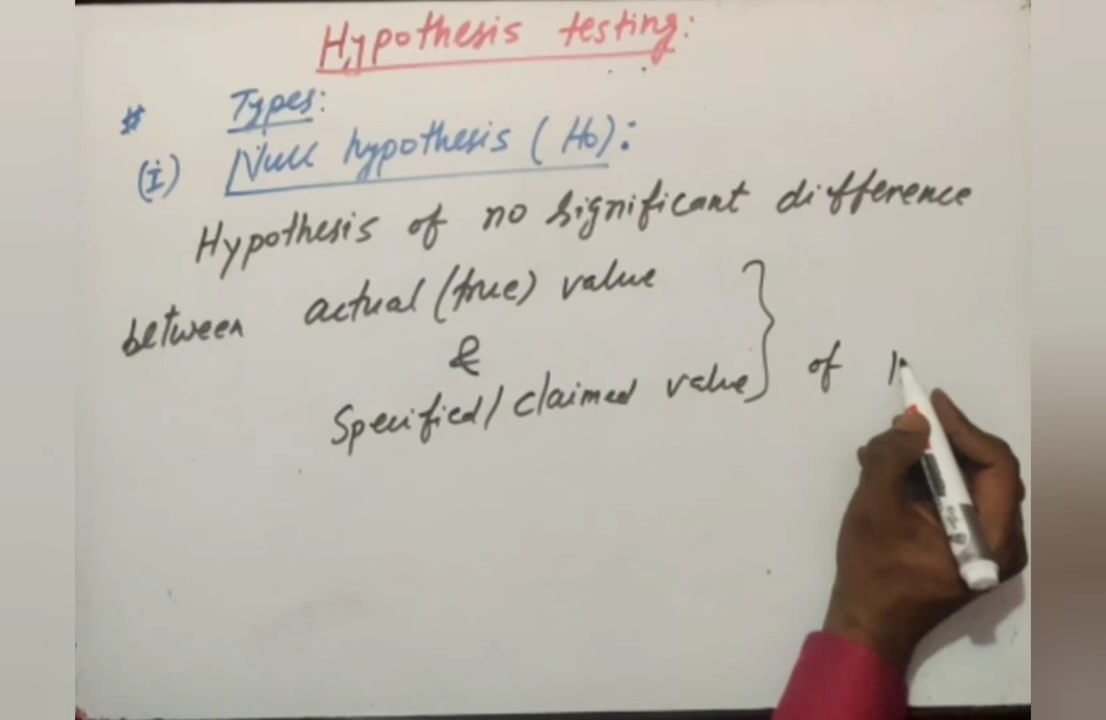 Hypothesis testing:
# Types:
(i) Null hypothesis (H0):
Hypothesis of no significant difference
between actual (true) value
&
Specified/claimed value } of